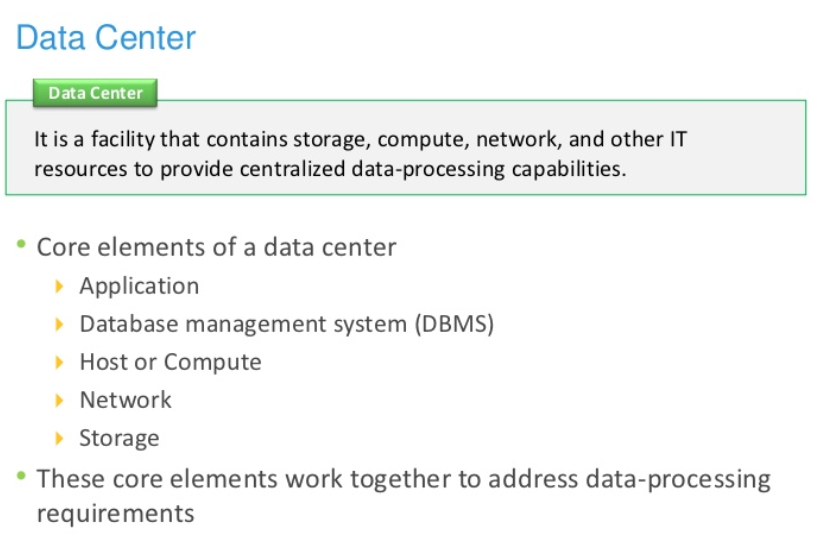 Data Center
Data Center
It is a facility that contains storage, compute, network, and other IT
resources to provide centralized data-processing capabilities.
Core elements of a data center
Application
Database management system (DBMS)
Host or Compute
Network
Storage
These core elements work together to address data-processing
requirements